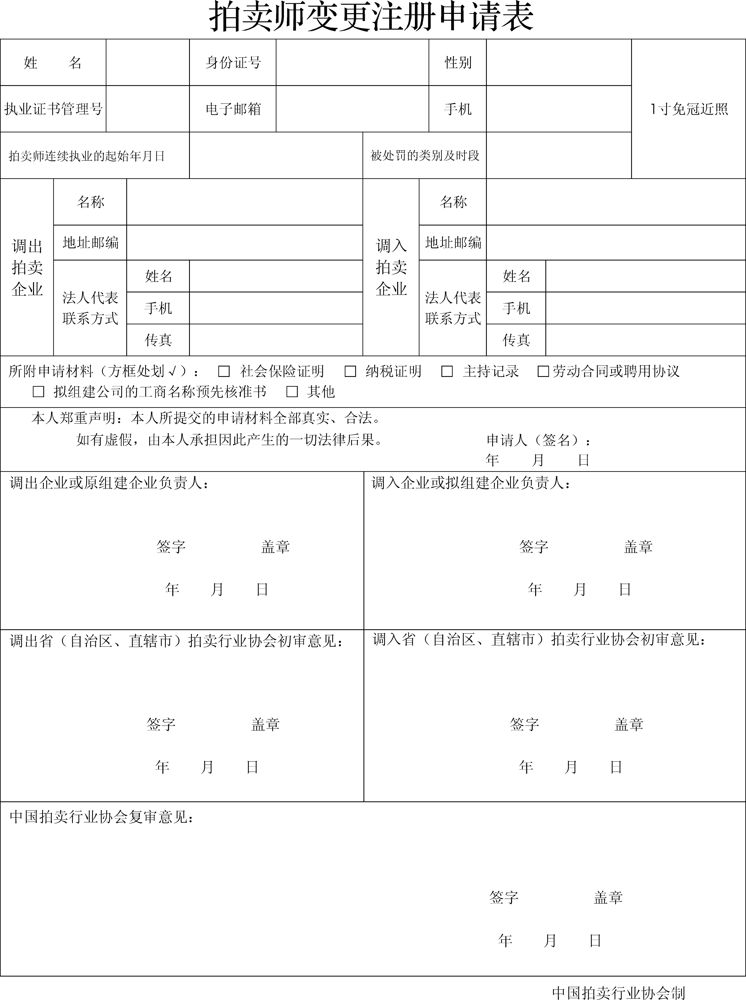 拍卖师变更注册申请表
姓 名 身份证号 性别
执业证书管理号 电子邮箱 手机 1寸免冠近照
拍卖师连续执业的起始年月日 被处罚的类别及时段
名称 名称
地址邮编 地址邮编
调出
拍卖
企业
调入
拍卖
企业
法人代表
联系方式
姓名
手机
传真
法人代表
联系方式
姓名
手机
传真
所附申请材料（方框处划√）： □ 社会保险证明 □ 纳税证明 □ 主持记录 □劳动合同或聘用协议
□ 拟组建公司的工商名称预先核准书 □ 其他
本人郑重声明：本人所提交的申请材料全部真实、合法。
如有虚假，由本人承担因此产生的一切法律后果。 申请人（签名）：
年 月 日
调出企业或原组建企业负责人： 调入企业或拟组建企业负责人：
签字 盖章 签字 盖章
年 月 日 年 月 日
调出省（自治区、直辖市）拍卖行业协会初审意见： 调入省（自治区、直辖市）拍卖行业协会初审意见：
签字 盖章 签字 盖章
年 月 日 年 月 日
中国拍卖行业协会复审意见：
签字 盖章
年 月 日
中国拍卖行业协会制